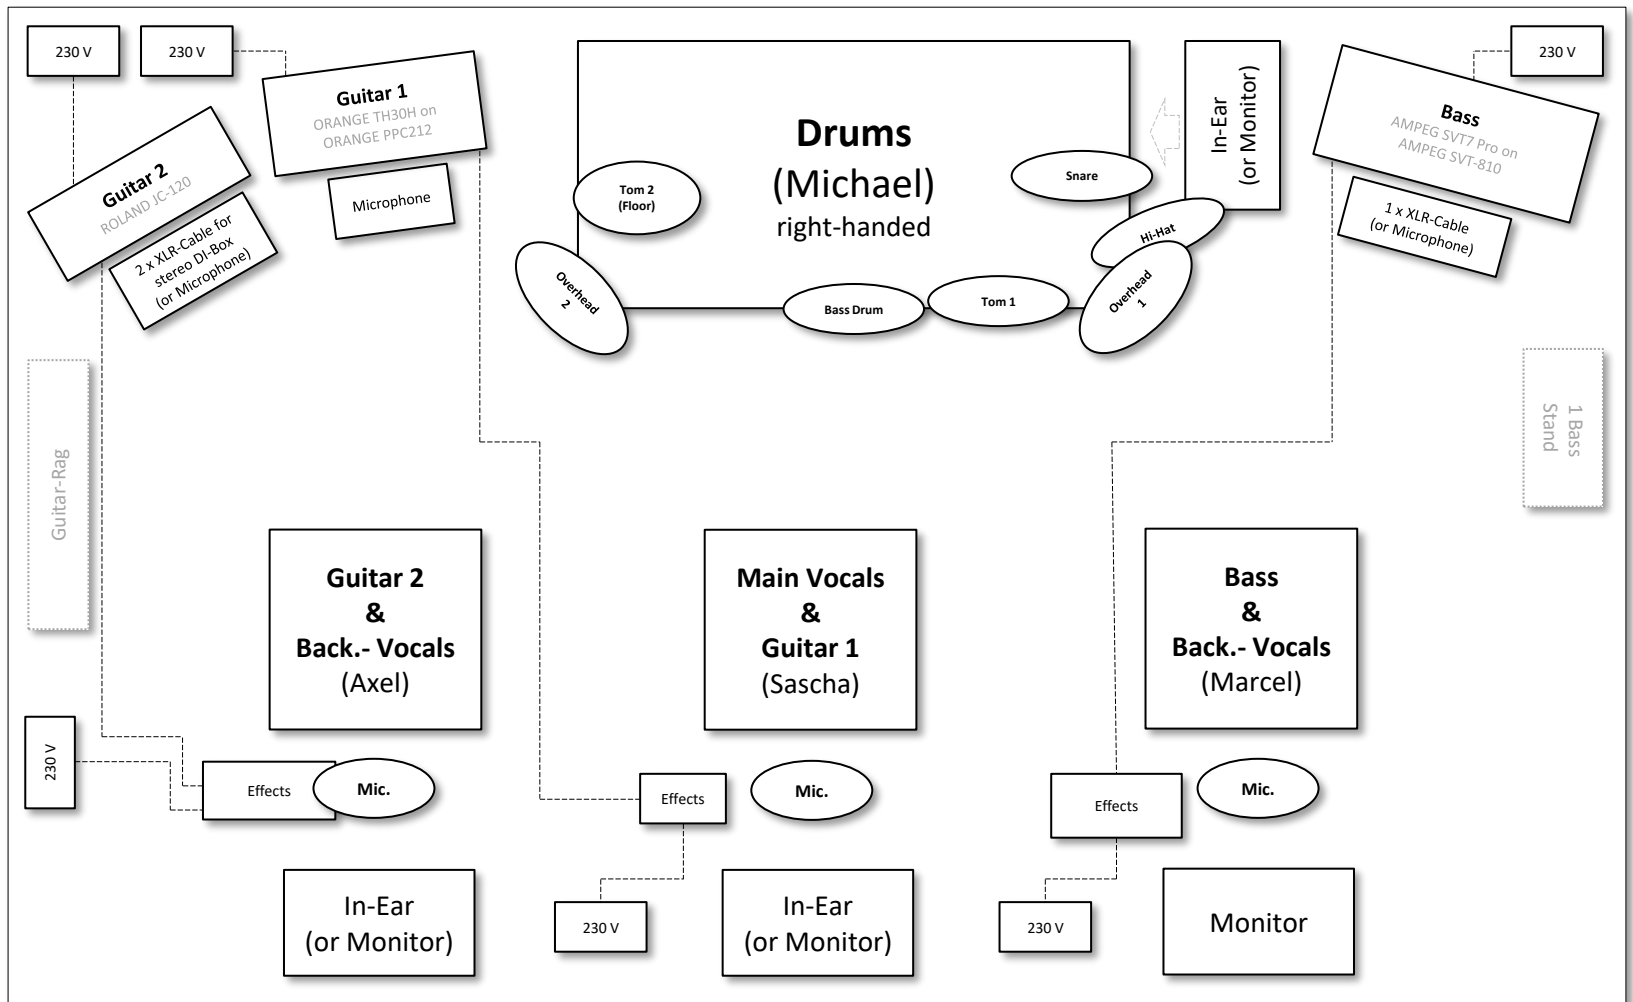 230 V
230 V
Guitar 1
ORANGE TH30H on
ORANGE PPC212
Microphone
Guitar 2
ROLAND JC-120
2 x XLR-Cable for
stereo DI-Box
(or Microphone)
Drums
(Michael)
right-handed
Tom 2
(Floor)
Snare
Hi-Hat
Overhead
2
Bass Drum
Tom 1
Overhead
1
In-Ear
(or Monitor)
230 V
Bass
AMPEG SVT7 Pro on
AMPEG SVT-810
1 x XLR-Cable
(or Microphone)
Guitar-Rag
1 Bass
Stand
Guitar 2
&
Back.- Vocals
(Axel)
Main Vocals
&
Guitar 1
(Sascha)
Bass
&
Back.- Vocals
(Marcel)
230 V
Effects
Mic.
Effects
Mic.
Effects
Mic.
In-Ear
(or Monitor)
230 V
In-Ear
(or Monitor)
230 V
Monitor